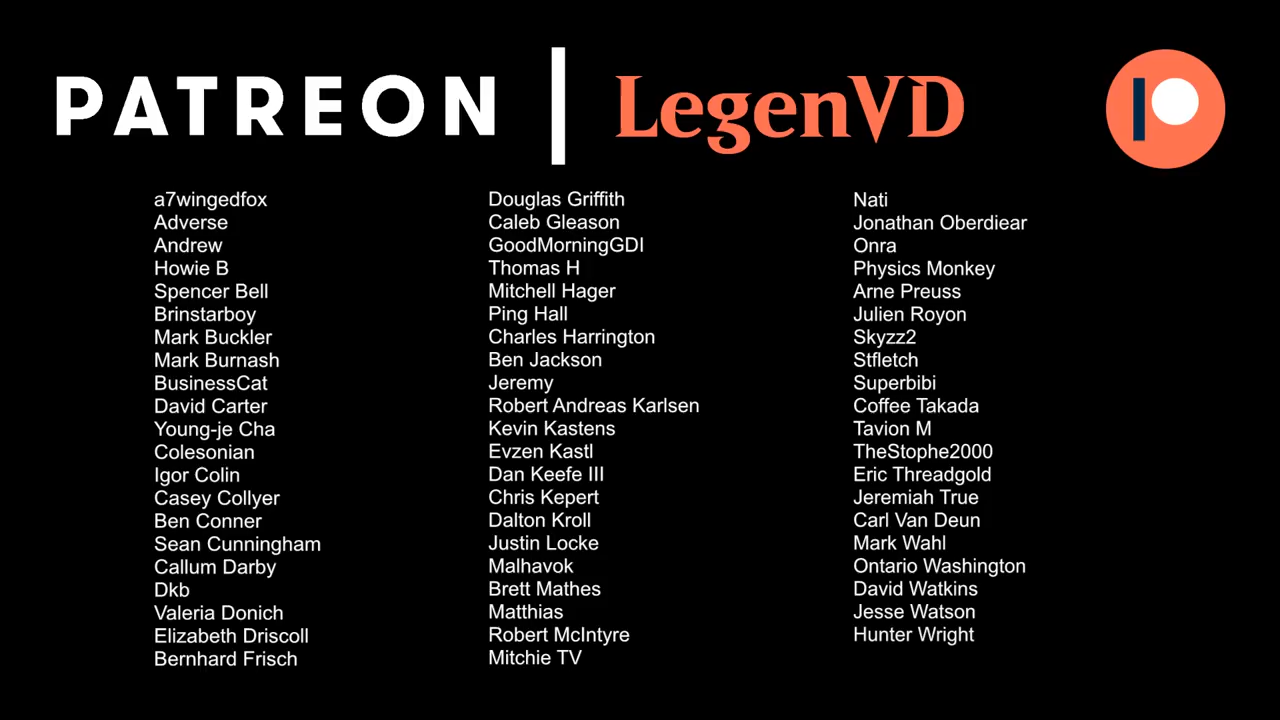 PATREON | LegenVD
a7wingedfox
Adverse
Andrew
Howie B
Spencer Bell
Brinstarboy
Mark Buckler
Mark Burnash
BusinessCat
David Carter
Young-je Cha
Colesonian
Igor Colin
Casey Collyer
Ben Conner
Sean Cunningham
Callum Darby
Dkb
Valeria Donich
Elizabeth Driscoll
Bernhard Frisch
Douglas Griffith
Caleb Gleason
GoodMorningGDI
Thomas H
Mitchell Hager
Ping Hall
Charles Harrington
Ben Jackson
Jeremy
Robert Andreas Karlsen
Kevin Kastens
Evzen Kastl
Dan Keefe III
Chris Kepert
Dalton Kroll
Justin Locke
Malhavok
Brett Mathes
Matthias
Robert McIntyre
Mitchie TV
Nati
Jonathan Oberdiear
Onra
Physics Monkey
Arne Preuss
Julien Royon
Skyzz2
Stfletch
Superbibi
Coffee Takada
Tavion M
TheStophe2000
Eric Threadgold
Jeremiah True
Carl Van Deun
Mark Wahl
Ontario Washington
David Watkins
Jesse Watson
Hunter Wright